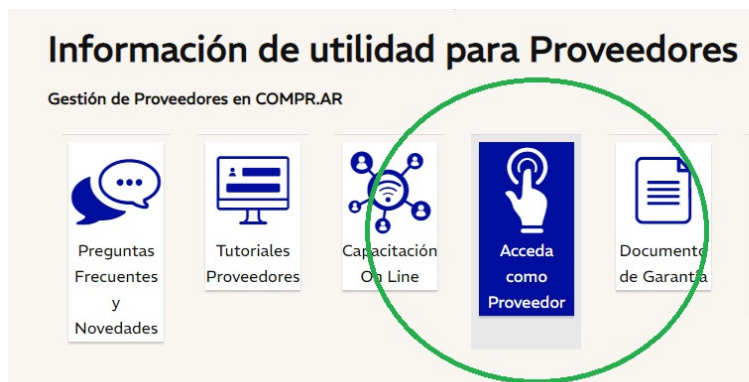 Información de utilidad para Proveedores
Gestión de Proveedores en COMPR.AR
Preguntas
Frecuentes
y
Novedades
Tutoriales
Proveedores
Capacitación
On Line
Acceda
como
Proveedor
Documento
de Garantía